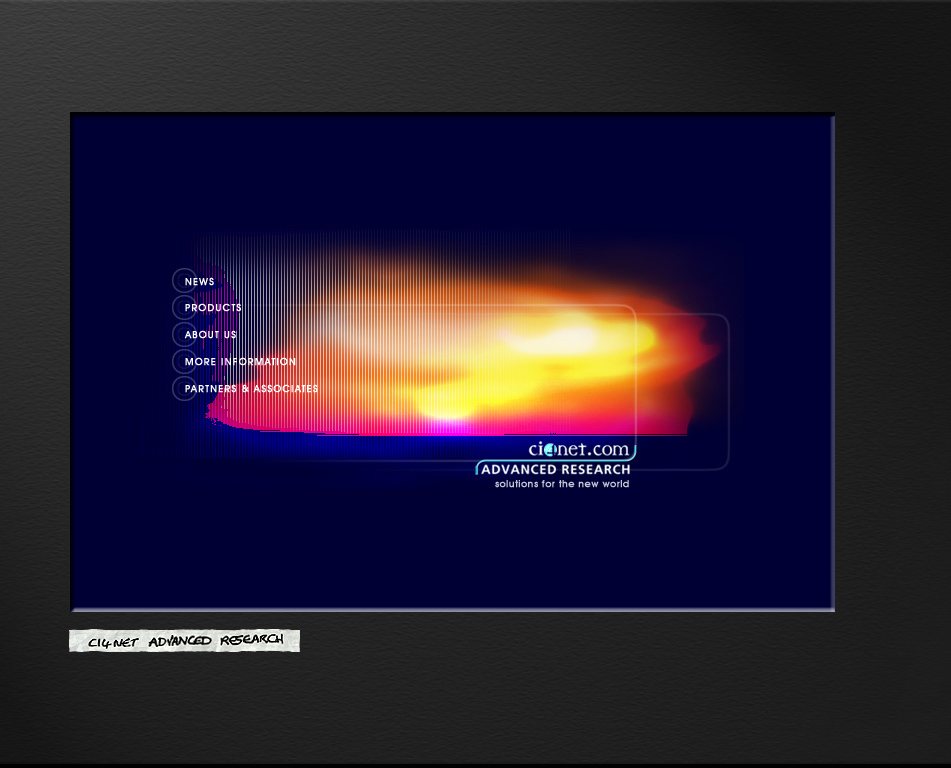 NEWS
PRODUCTS
ABOUT US
MORE INFORMATION
PARTNERS & ASSOCIATES
ci4net.com
ADVANCED RESEARCH
solutions for the new world
CI4NET ADVANCED RESEARCH